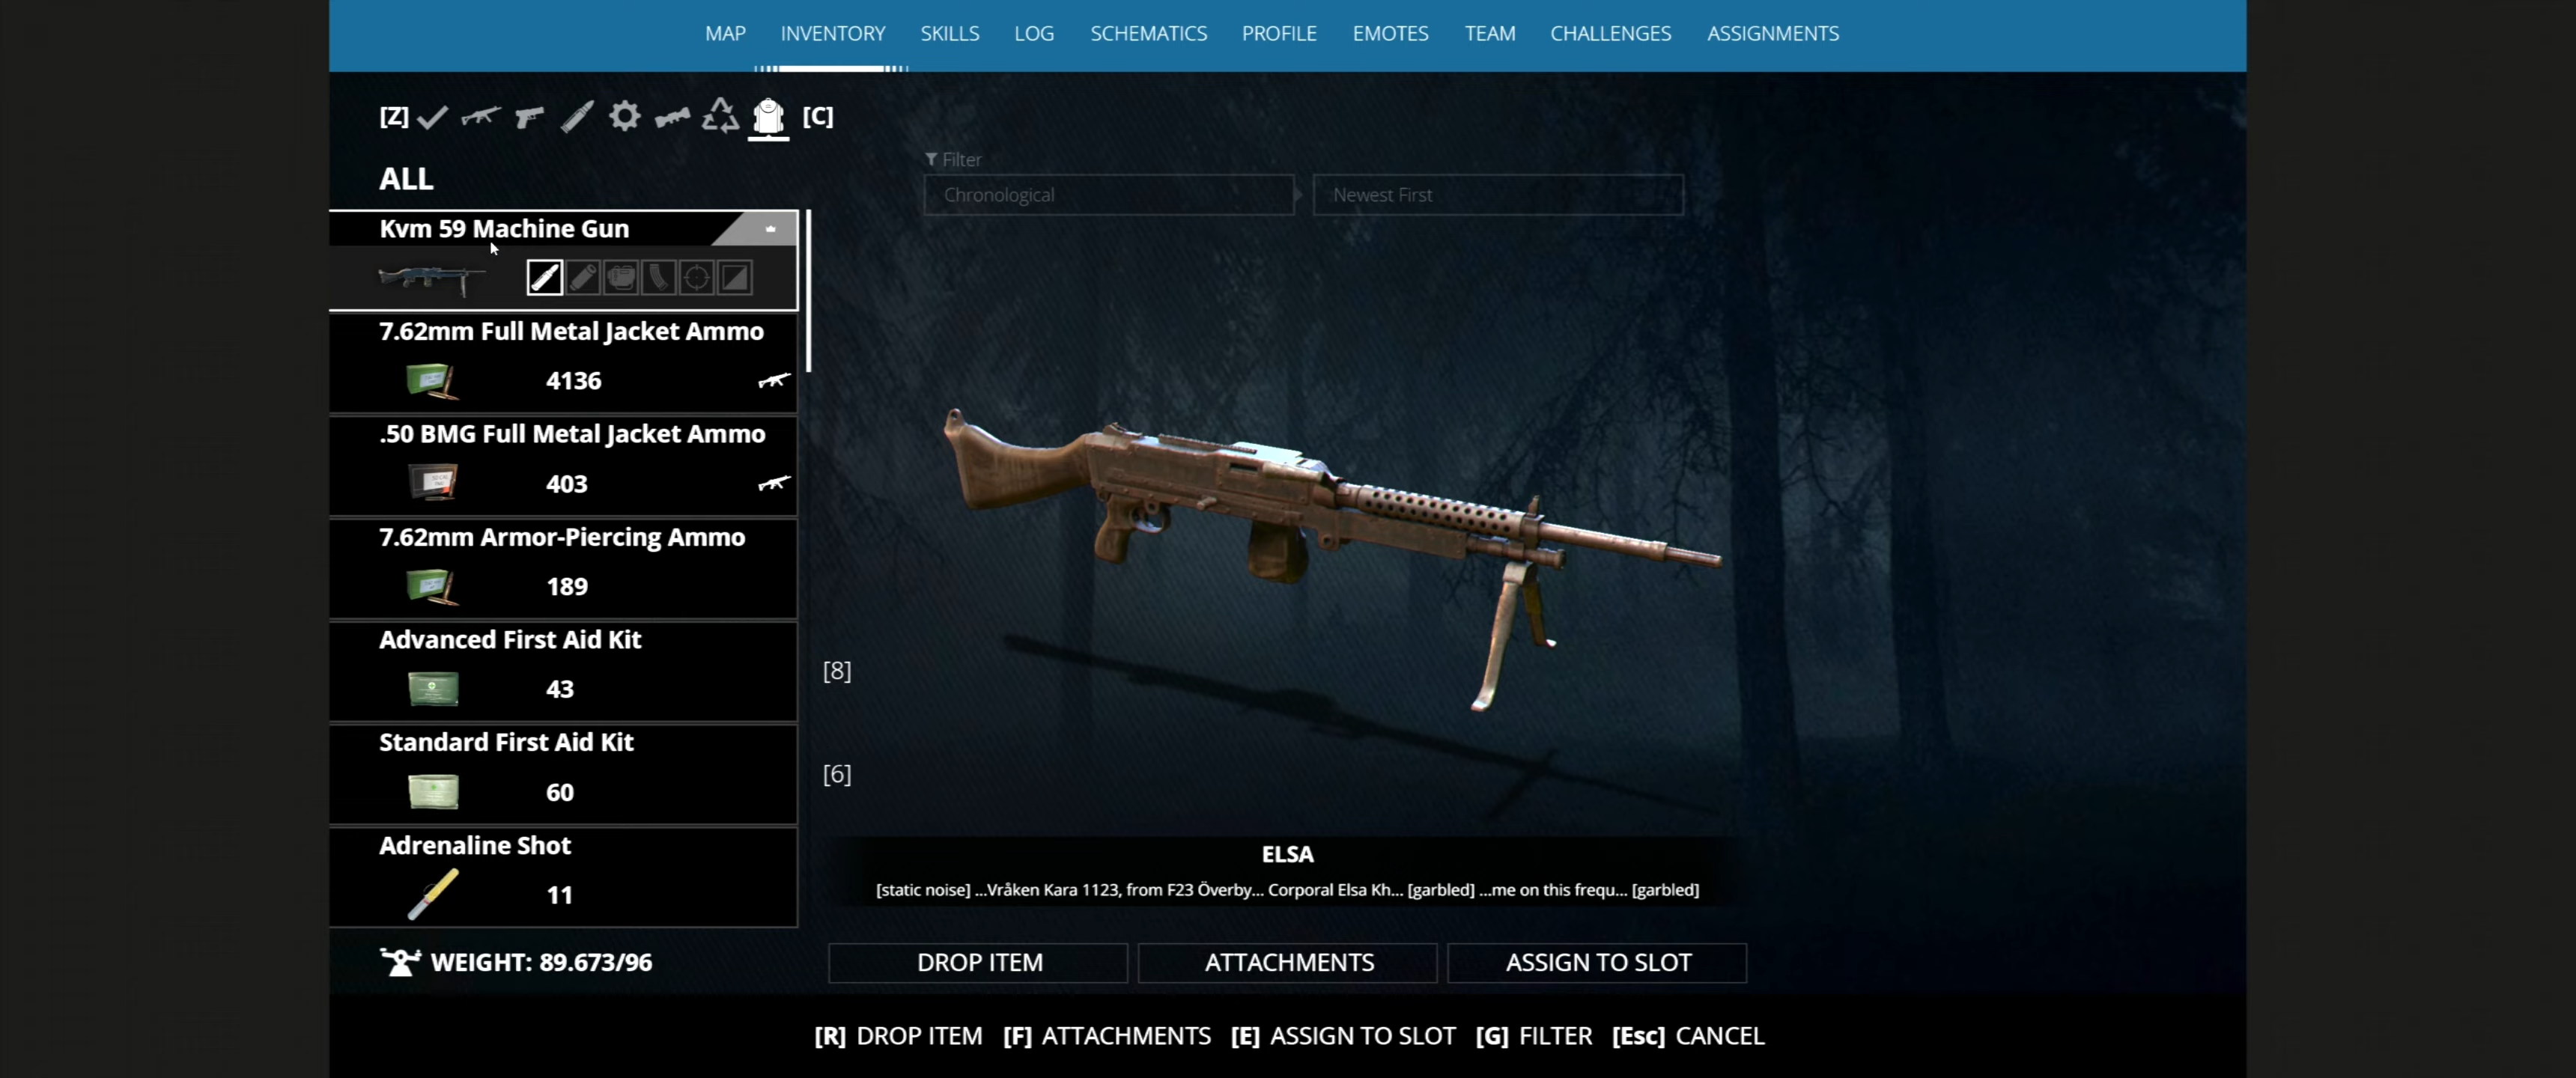 MAP INVENTORY SKILLS LOG SCHEMATICS PROFILE EMOTES TEAM CHALLENGES ASSIGNMENTS
[Z] [C]
ALL
Filter
Chronological Newest First
Kvm 59 Machine Gun
7.62mm Full Metal Jacket Ammo
4136
.50 BMG Full Metal Jacket Ammo
403
7.62mm Armor-Piercing Ammo
189
Advanced First Aid Kit
43
[8]
Standard First Aid Kit
60
[6]
Adrenaline Shot
11
ELSA
[static noise] ...Vråken Kara 1123, from F23 Överby... Corporal Elsa Kh... [garbled] ...me on this frequ... [garbled]
WEIGHT: 89.673/96
DROP ITEM ATTACHMENTS ASSIGN TO SLOT
[R] DROP ITEM [F] ATTACHMENTS [E] ASSIGN TO SLOT [G] FILTER [Esc] CANCEL